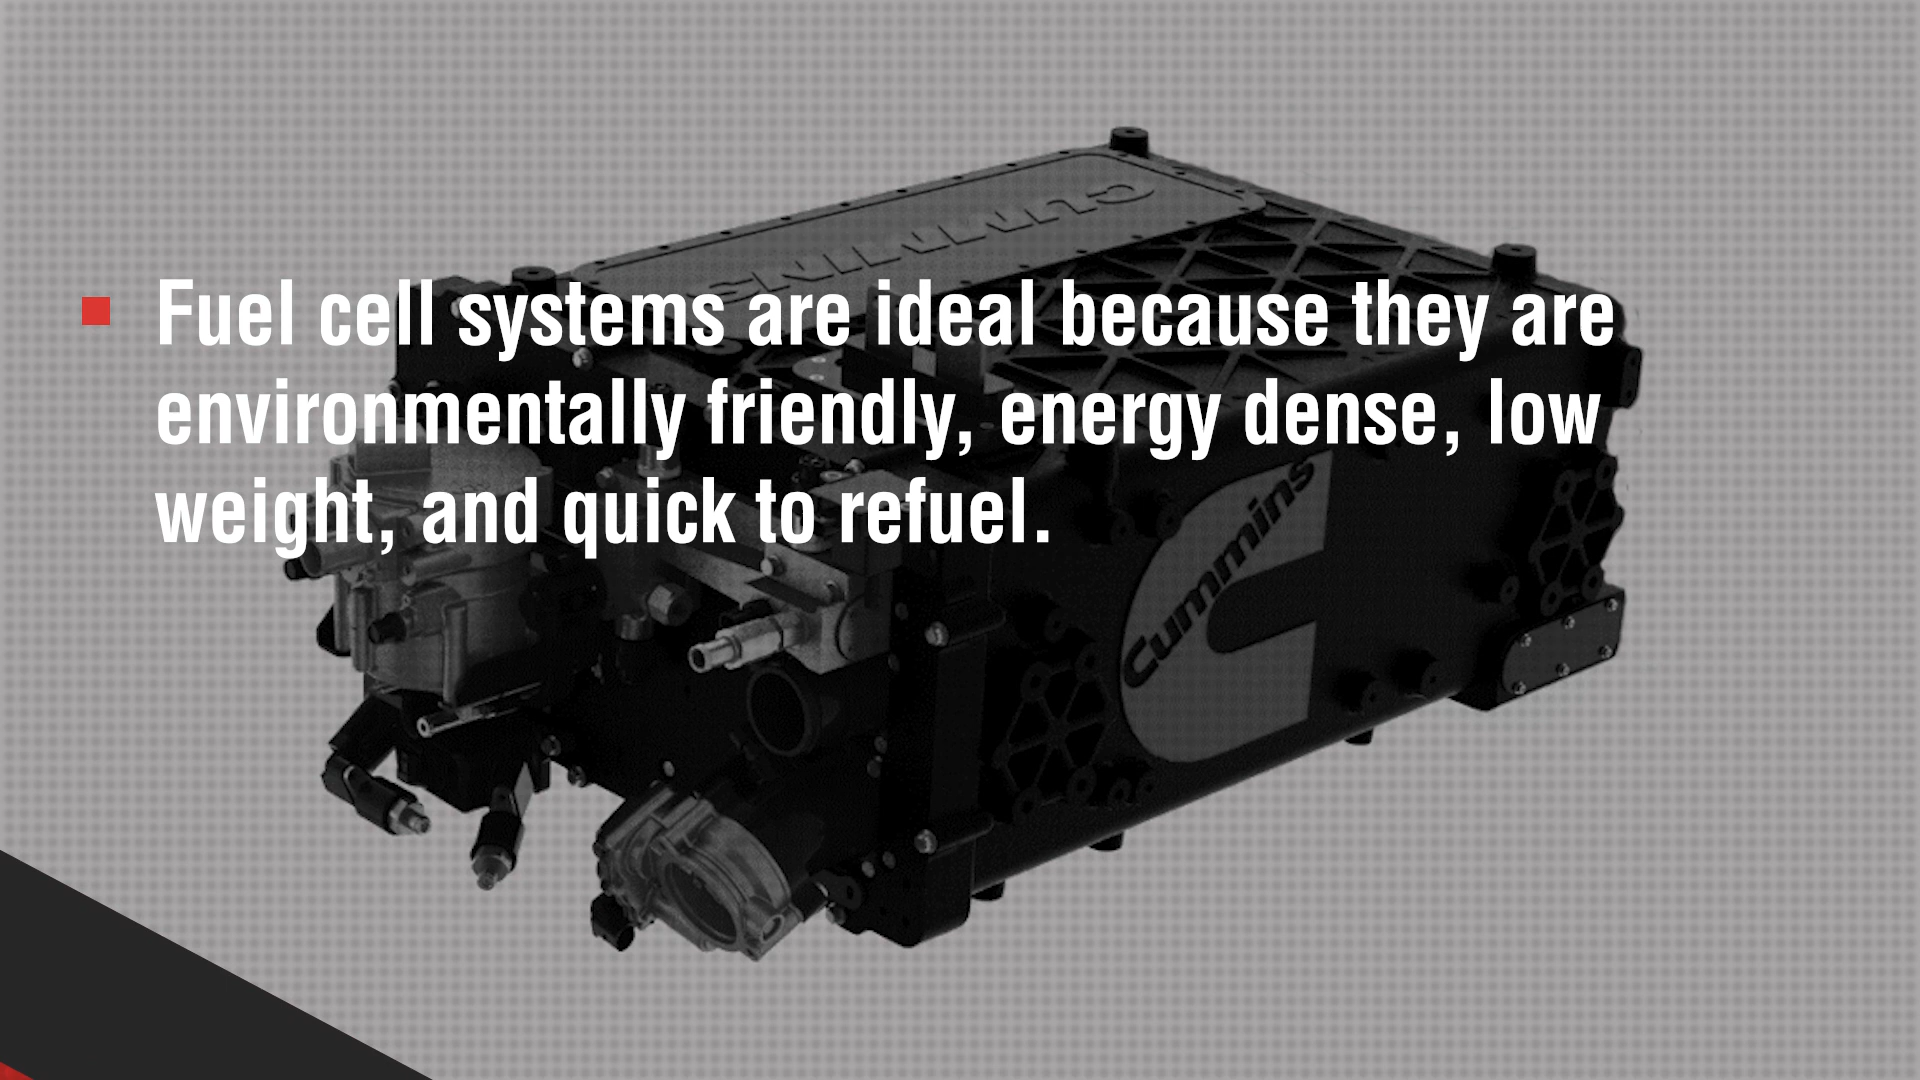 CUMMINS
Fuel cell systems are ideal because they are
environmentally friendly, energy dense, low
weight, and quick to refuel.
Cummins